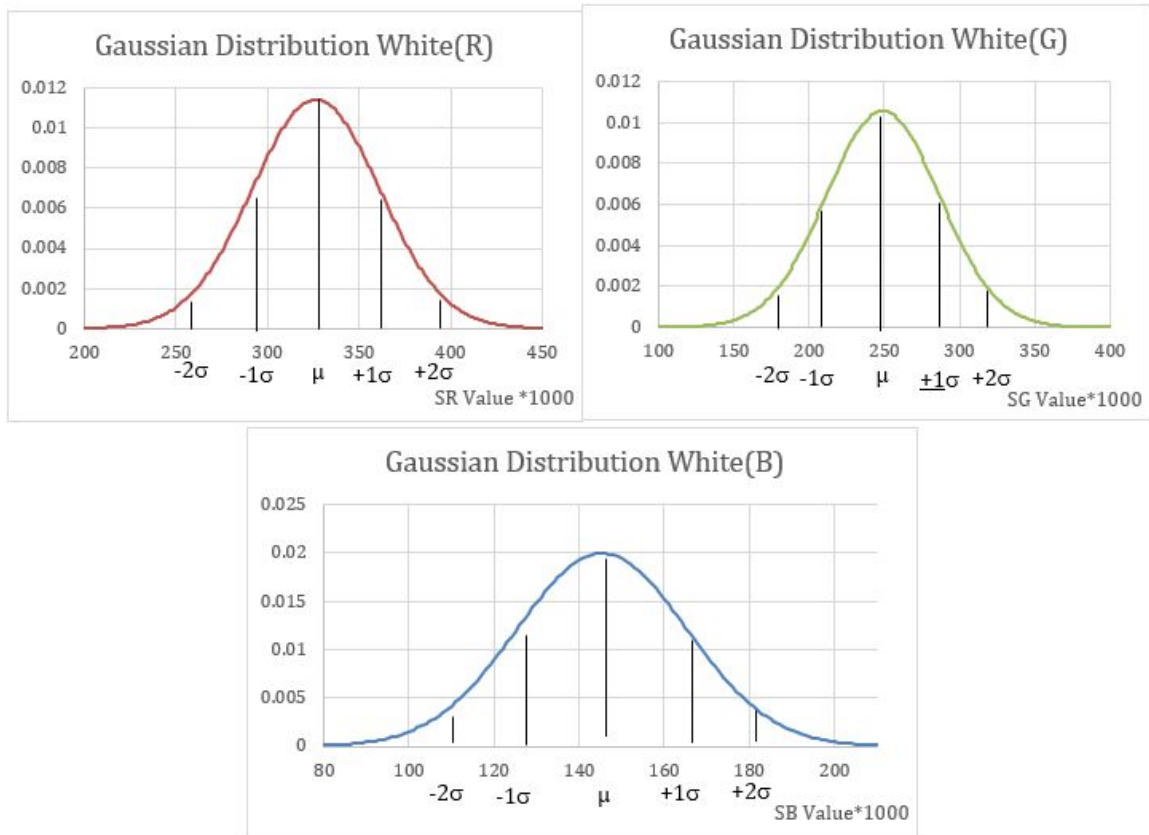 Gaussian Distribution White(R)
0.012
0.01
0.008
0.006
0.004
0.002
0
200 250 300 350 400 450
-2σ -1σ μ +1σ +2σ
SR Value *1000
Gaussian Distribution White(G)
0.012
0.01
0.008
0.006
0.004
0.002
0
100 150 200 250 300 350 400
-2σ -1σ μ +1σ +2σ
SG Value*1000
Gaussian Distribution White(B)
0.025
0.02
0.015
0.01
0.005
0
80 100 120 140 160 180 200
-2σ -1σ μ +1σ +2σ
SB Value*1000